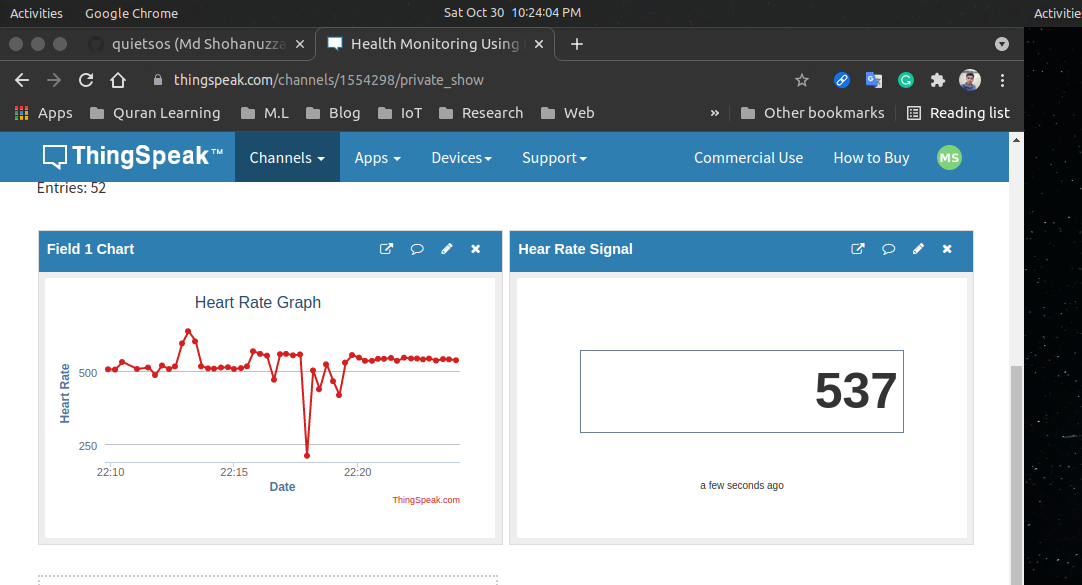 Activities Google Chrome Sat Oct 30 10:24:04 PM Activitie
quietsos (Md Shohanuzza Health Monitoring Using
thingspeak.com/channels/1554298/private_show
Apps Quran Learning M.L Blog IoT Research Web » Other bookmarks Reading list
ThingSpeak™ Channels Apps Devices Support Commercial Use How to Buy MS
Entries: 52
Field 1 Chart
Heart Rate Graph
Heart Rate
500
250
22:10 22:15 22:20
Date
ThingSpeak.com
Hear Rate Signal
537
a few seconds ago